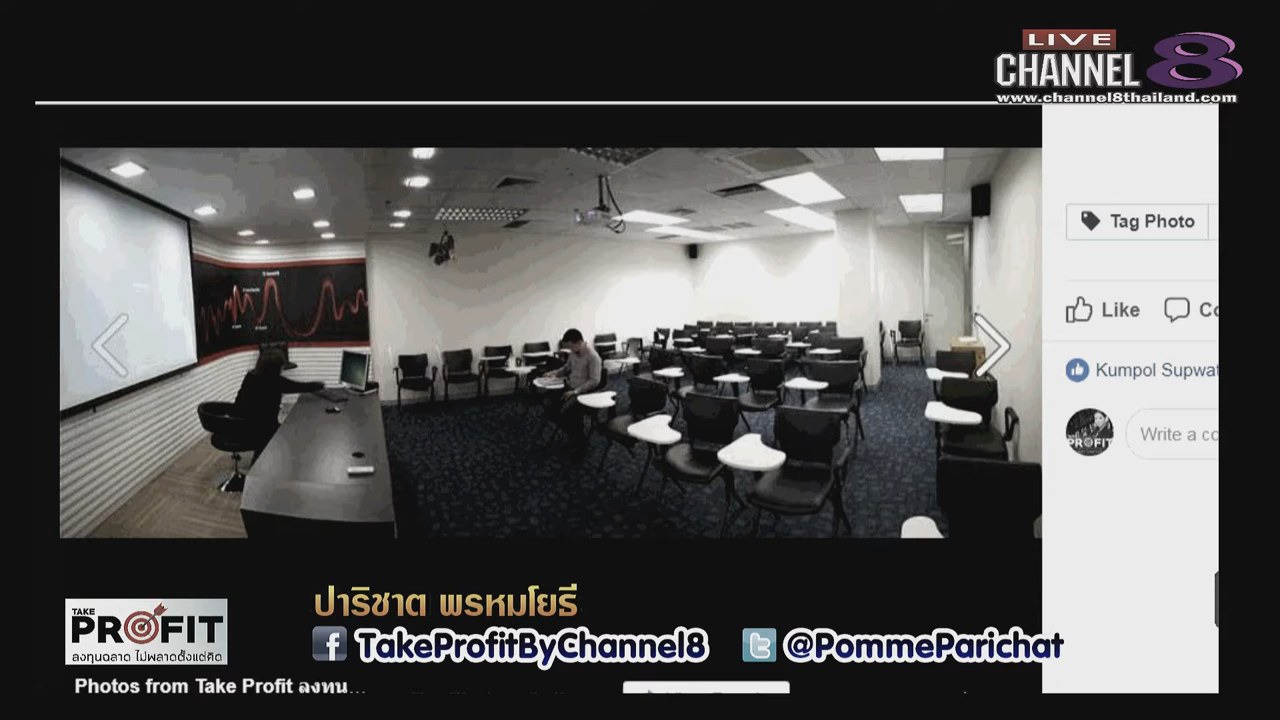 LIVE
CHANNEL 8
www.channel8thailand.com
Tag Photo
Like
Kumpol Supwat
PROFIT
Write a co
ปาริชาต พรหมโยธี
TAKE
PROFIT
ลงทุนฉลาด ไม่พลาดตั้งแต่คิด
TakeProfitByChannel8 @PommeParichat
Photos from Take Profit ลงทุน